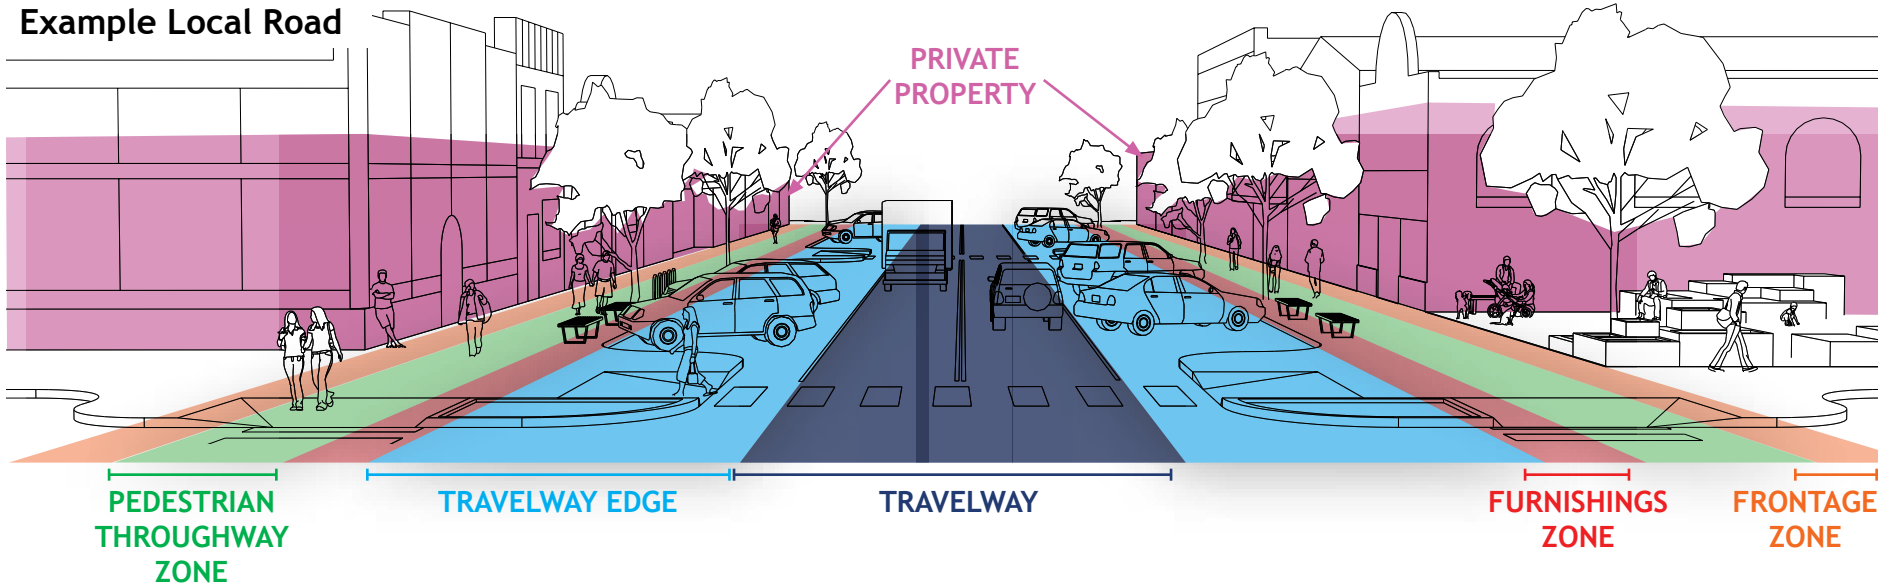 Example Local Road
PRIVATE
PROPERTY
PEDESTRIAN
THROUGHWAY
ZONE
TRAVELWAY EDGE
TRAVELWAY
FURNISHINGS
ZONE
FRONTAGE
ZONE